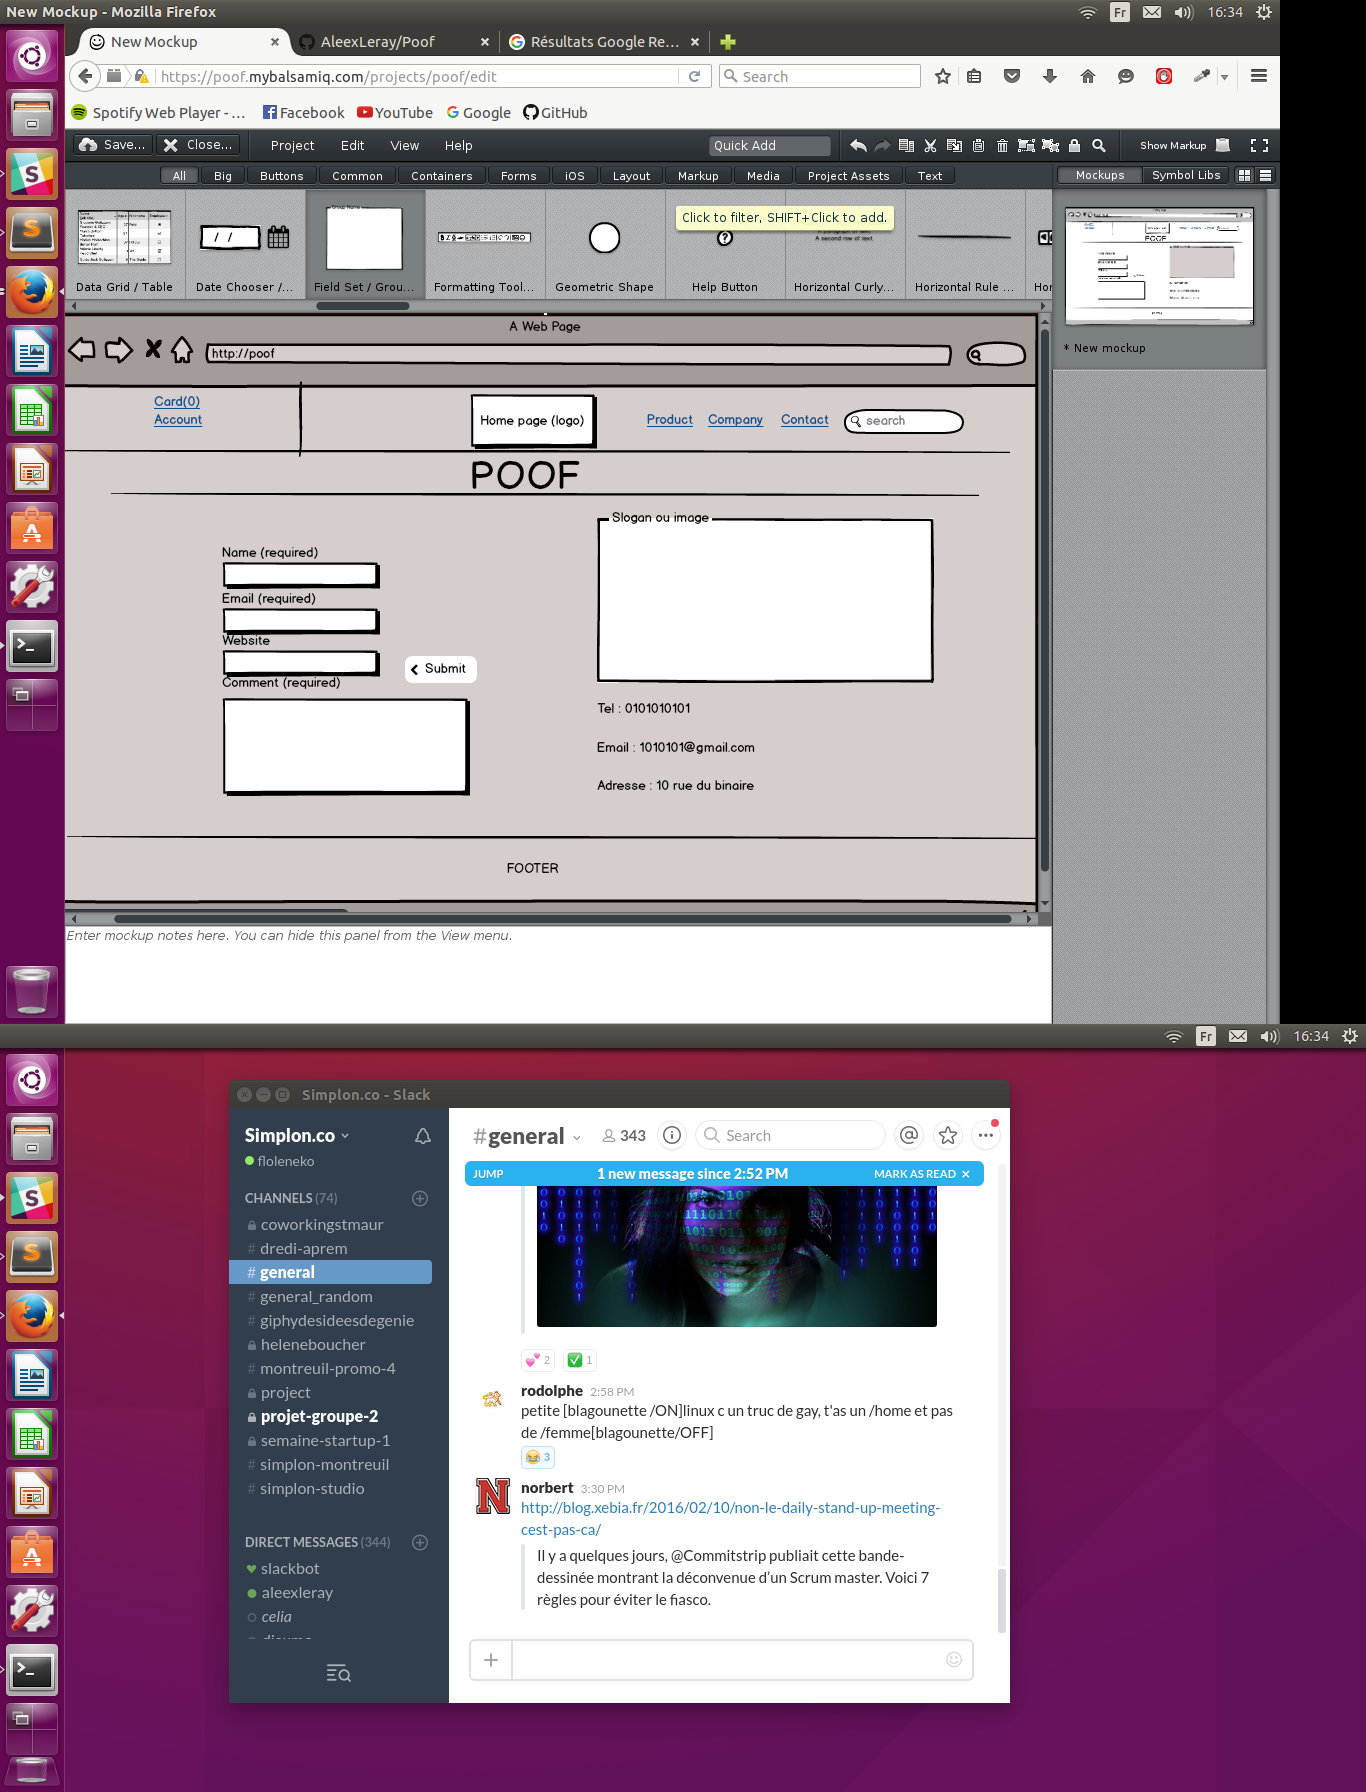 New Mockup - Mozilla Firefox
Fr
16:34
New Mockup
AleexLeray/Poof
Résultats Google Re...
https://poof.mybalsamiq.com/projects/poof/edit
Search
Spotify Web Player - ...
Facebook
YouTube
Google
GitHub
Save...
Close...
Project
Edit
View
Help
Quick Add
Show Markup
All
Big
Buttons
Common
Containers
Forms
iOS
Layout
Markup
Media
Project Assets
Text
Mockups
Symbol Libs
Click to filter, SHIFT+Click to add.
A second row of text.
Data Grid / Table
Date Chooser /...
Field Set / Grou...
Formatting Tool...
Geometric Shape
Help Button
Horizontal Curly...
Horizontal Rule ...
Hor
* New mockup
A Web Page
http://poof
Card(0)
Account
Home page (logo)
Product
Company
Contact
search
POOF
Slogan ou image
Name (required)
Email (required)
Website
Submit
Comment (required)
Tel : 0101010101
Email : 1010101@gmail.com
Adresse : 10 rue du binaire
FOOTER
Enter mockup notes here. You can hide this panel from the View menu.
Fr
16:34
Simplon.co - Slack
Simplon.co
floleneko
CHANNELS (74)
coworkingstmaur
# dredi-aprem
# general
# general_random
# giphydesideesdegenie
heleneboucher
# montreuil-promo-4
project
projet-groupe-2
semaine-startup-1
# simplon-montreuil
# simplon-studio
DIRECT MESSAGES (344)
slackbot
aleexleray
celia
#general
343
Search
JUMP
1 new message since 2:52 PM
MARK AS READ
2
1
rodolphe 2:58 PM
petite [blagounette /ON]linux c un truc de gay, t'as un /home et pas
de /femme[blagounette/OFF]
3
norbert 3:30 PM
http://blog.xebia.fr/2016/02/10/non-le-daily-stand-up-meeting-
cest-pas-ca/
Il y a quelques jours, @Commitstrip publiait cette bande-
dessinée montrant la déconvenue d'un Scrum master. Voici 7
règles pour éviter le fiasco.